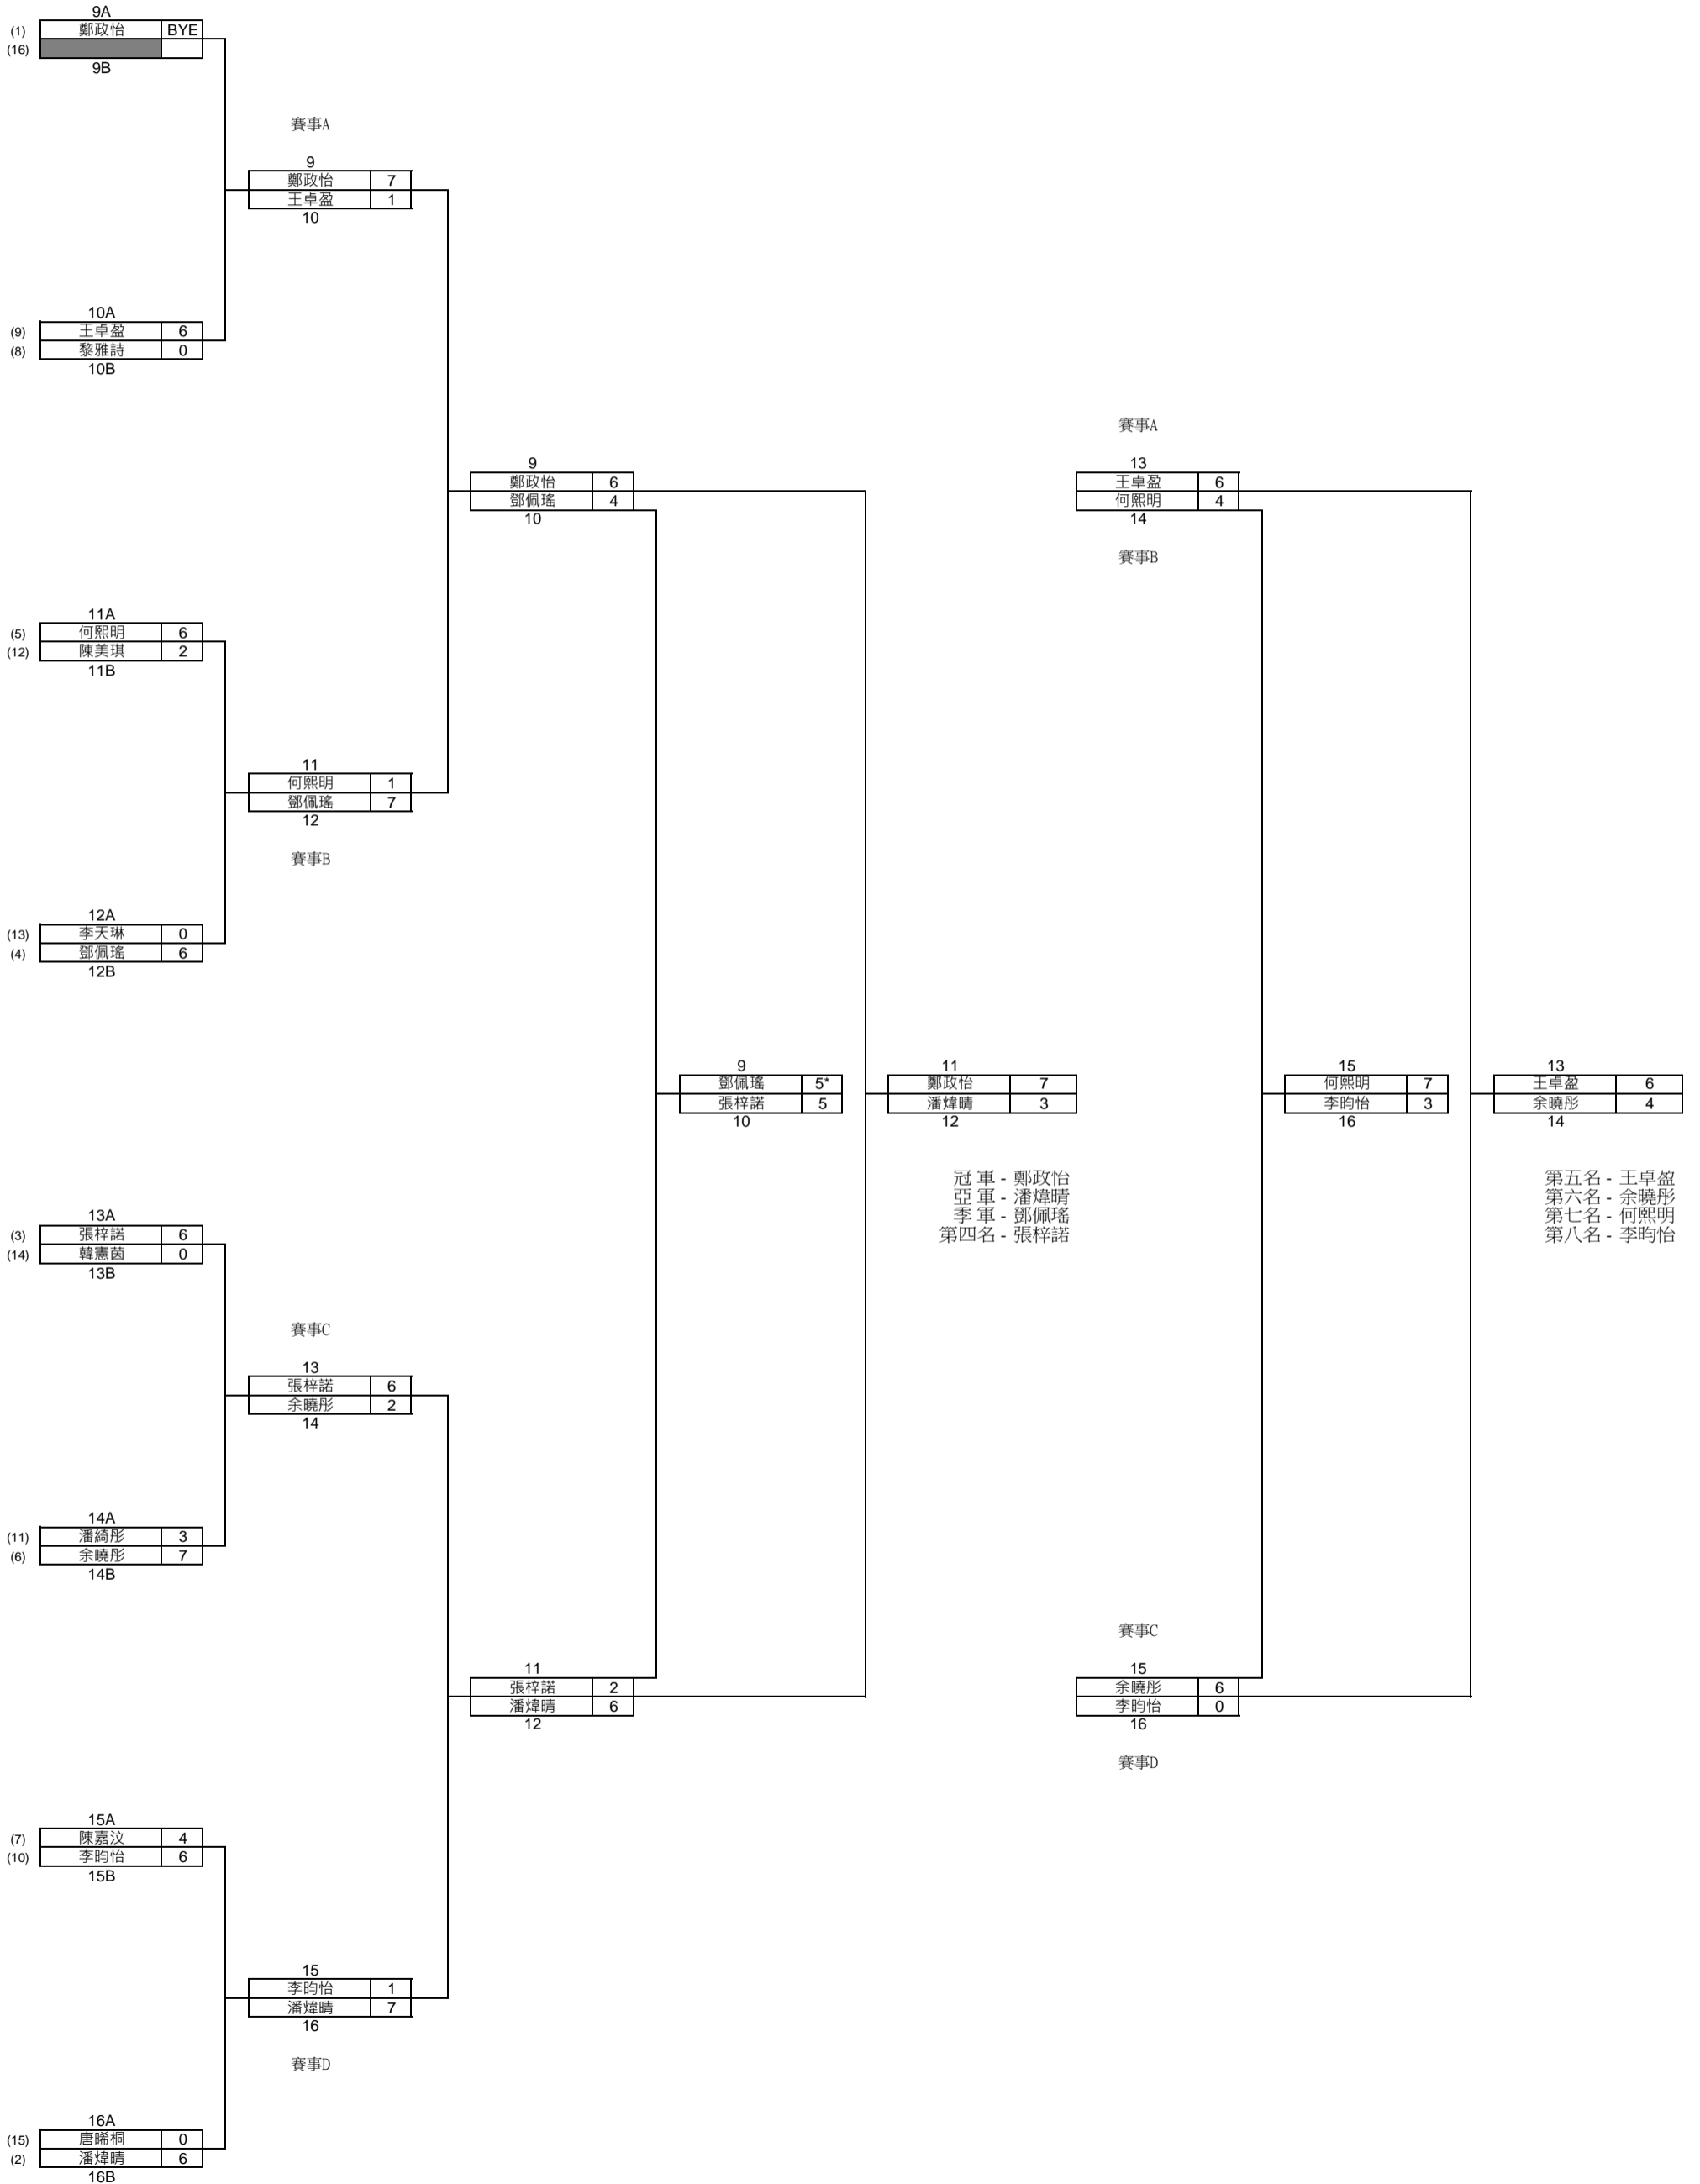 9A
(1) 鄭政怡 BYE
(16)
9B
賽事A
9
鄭政怡 7
王卓盈 1
10
10A
(9) 王卓盈 6
(8) 黎雅詩 0
10B
賽事A
9
鄭政怡 6
鄧佩瑤 4
10
13
王卓盈 6
何熙明 4
14
賽事B
11A
(5) 何熙明 6
(12) 陳美琪 2
11B
11
何熙明 1
鄧佩瑤 7
12
賽事B
12A
(13) 李天琳 0
(4) 鄧佩瑤 6
12B
9
鄧佩瑤 5*
張梓諾 5
10
11
鄭政怡 7
潘煒晴 3
12
15
何熙明 7
李昀怡 3
16
13
王卓盈 6
余曉彤 4
14
冠 軍 - 鄭政怡
亞 軍 - 潘煒晴
季 軍 - 鄧佩瑤
第四名 - 張梓諾
第五名 - 王卓盈
第六名 - 余曉彤
第七名 - 何熙明
第八名 - 李昀怡
13A
(3) 張梓諾 6
(14) 韓憲茵 0
13B
賽事C
13
張梓諾 6
余曉彤 2
14
14A
(11) 潘綺彤 3
(6) 余曉彤 7
14B
賽事C
11
張梓諾 2
潘煒晴 6
12
15
余曉彤 6
李昀怡 0
16
賽事D
15A
(7) 陳嘉汶 4
(10) 李昀怡 6
15B
15
李昀怡 1
潘煒晴 7
16
賽事D
16A
(15) 唐晞桐 0
(2) 潘煒晴 6
16B